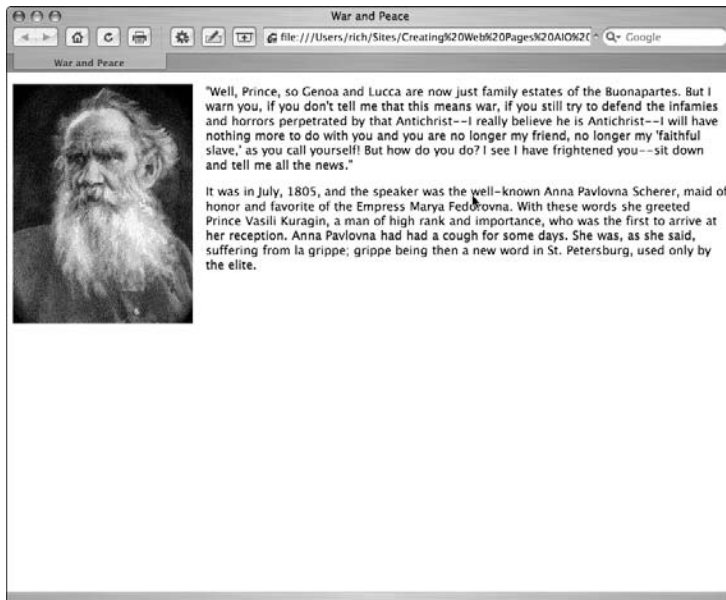 War and Peace
file:///Users/rich/Sites/Creating%20Web%20Pages%20AIO%2(
Google
War and Peace
"Well, Prince, so Genoa and Lucca are now just family estates of the Buonapartes. But I
warn you, if you don't tell me that this means war, if you still try to defend the infamies
and horrors perpetrated by that Antichrist--I really believe he is Antichrist--I will have
nothing more to do with you and you are no longer my friend, no longer my 'faithful
slave,' as you call yourself! But how do you do? I see I have frightened you--sit down
and tell me all the news."
It was in July, 1805, and the speaker was the well-known Anna Pavlovna Scherer, maid of
honor and favorite of the Empress Marya Fedorovna. With these words she greeted
Prince Vasili Kuragin, a man of high rank and importance, who was the first to arrive at
her reception. Anna Pavlovna had had a cough for some days. She was, as she said,
suffering from la grippe; grippe being then a new word in St. Petersburg, used only by
the elite.